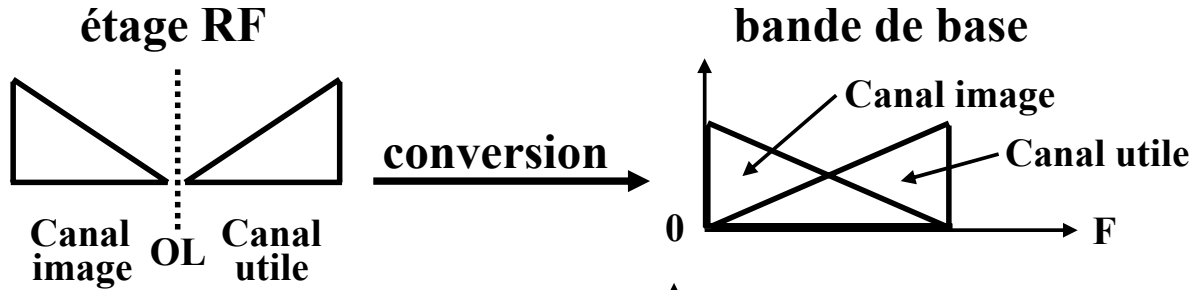 étage RF
bande de base
Canal image
conversion
Canal utile
0
F
Canal
image
OL
Canal
utile